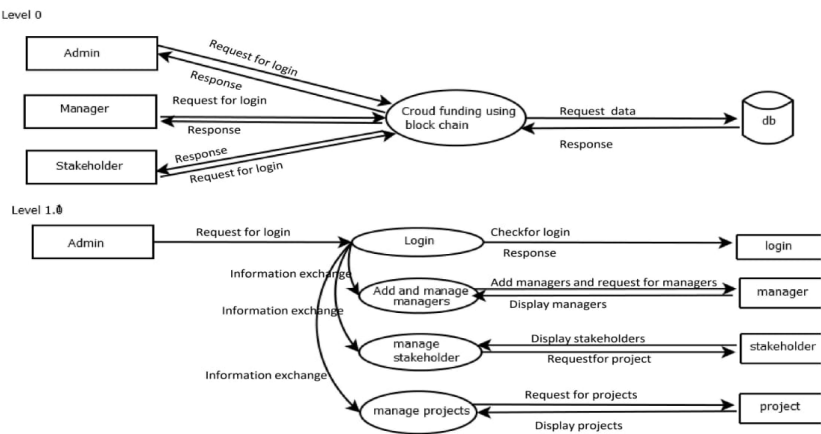 Level 0
Admin
Request for login
Response
Manager
Request for login
Response
Stakeholder
Response
Request for login
Croud funding using
block chain
Request data
Response
db
Level 1.0
Admin
Request for login
Login
Checkfor login
Response
login
Information exchange
Add and manage
managers
Add managers and request for managers
Display managers
manager
Information exchange
manage
stakeholder
Display stakeholders
Requestfor project
stakeholder
Information exchange
manage projects
Request for projects
Display projects
project